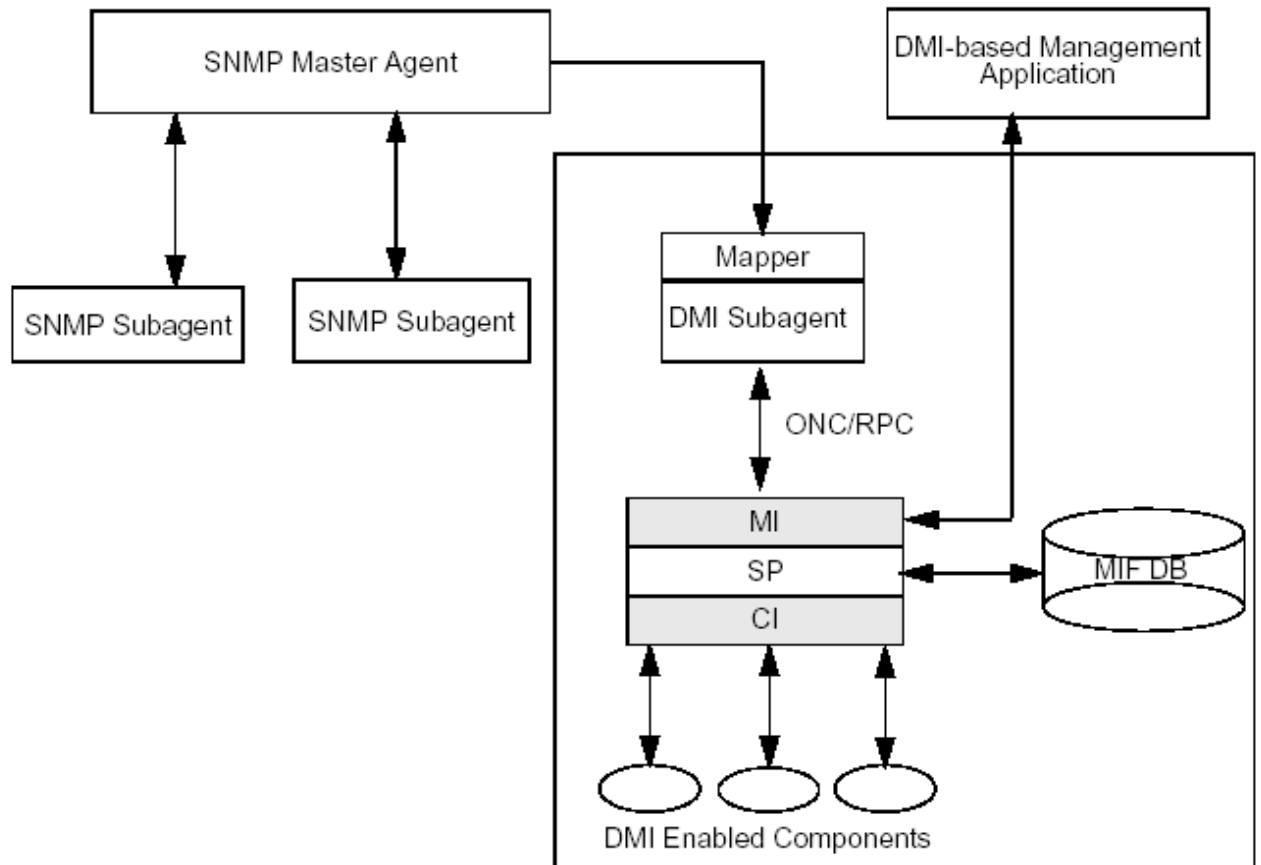 SNMP Master Agent
DMI-based Management
Application
Mapper
DMI Subagent
SNMP Subagent
SNMP Subagent
ONC/RPC
MI
SP
MIF DB
CI
DMI Enabled Components